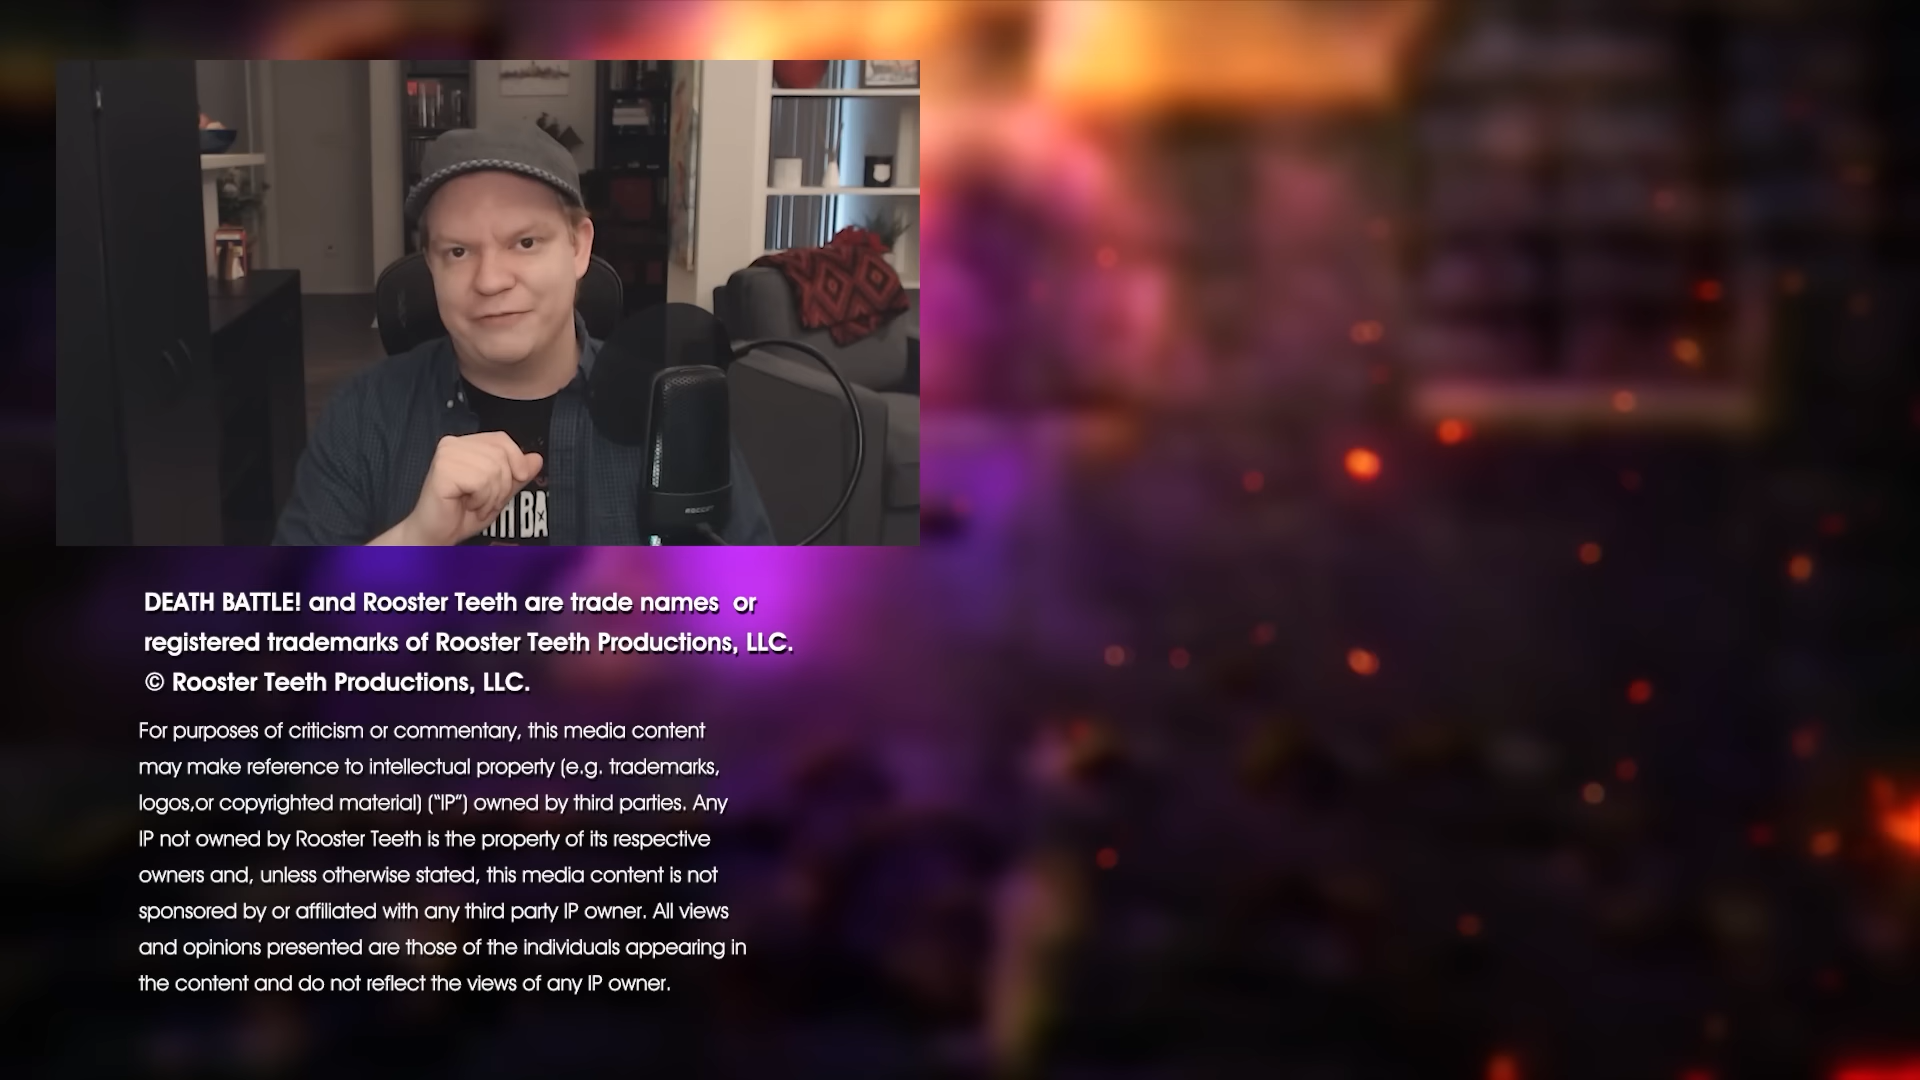 ROCCAT
TH BA
DEATH BATTLE! and Rooster Teeth are trade names or
registered trademarks of Rooster Teeth Productions, LLC.
© Rooster Teeth Productions, LLC.
For purposes of criticism or commentary, this media content
may make reference to intellectual property (e.g. trademarks,
logos,or copyrighted material) (“IP”) owned by third parties. Any
IP not owned by Rooster Teeth is the property of its respective
owners and, unless otherwise stated, this media content is not
sponsored by or affiliated with any third party IP owner. All views
and opinions presented are those of the individuals appearing in
the content and do not reflect the views of any IP owner.